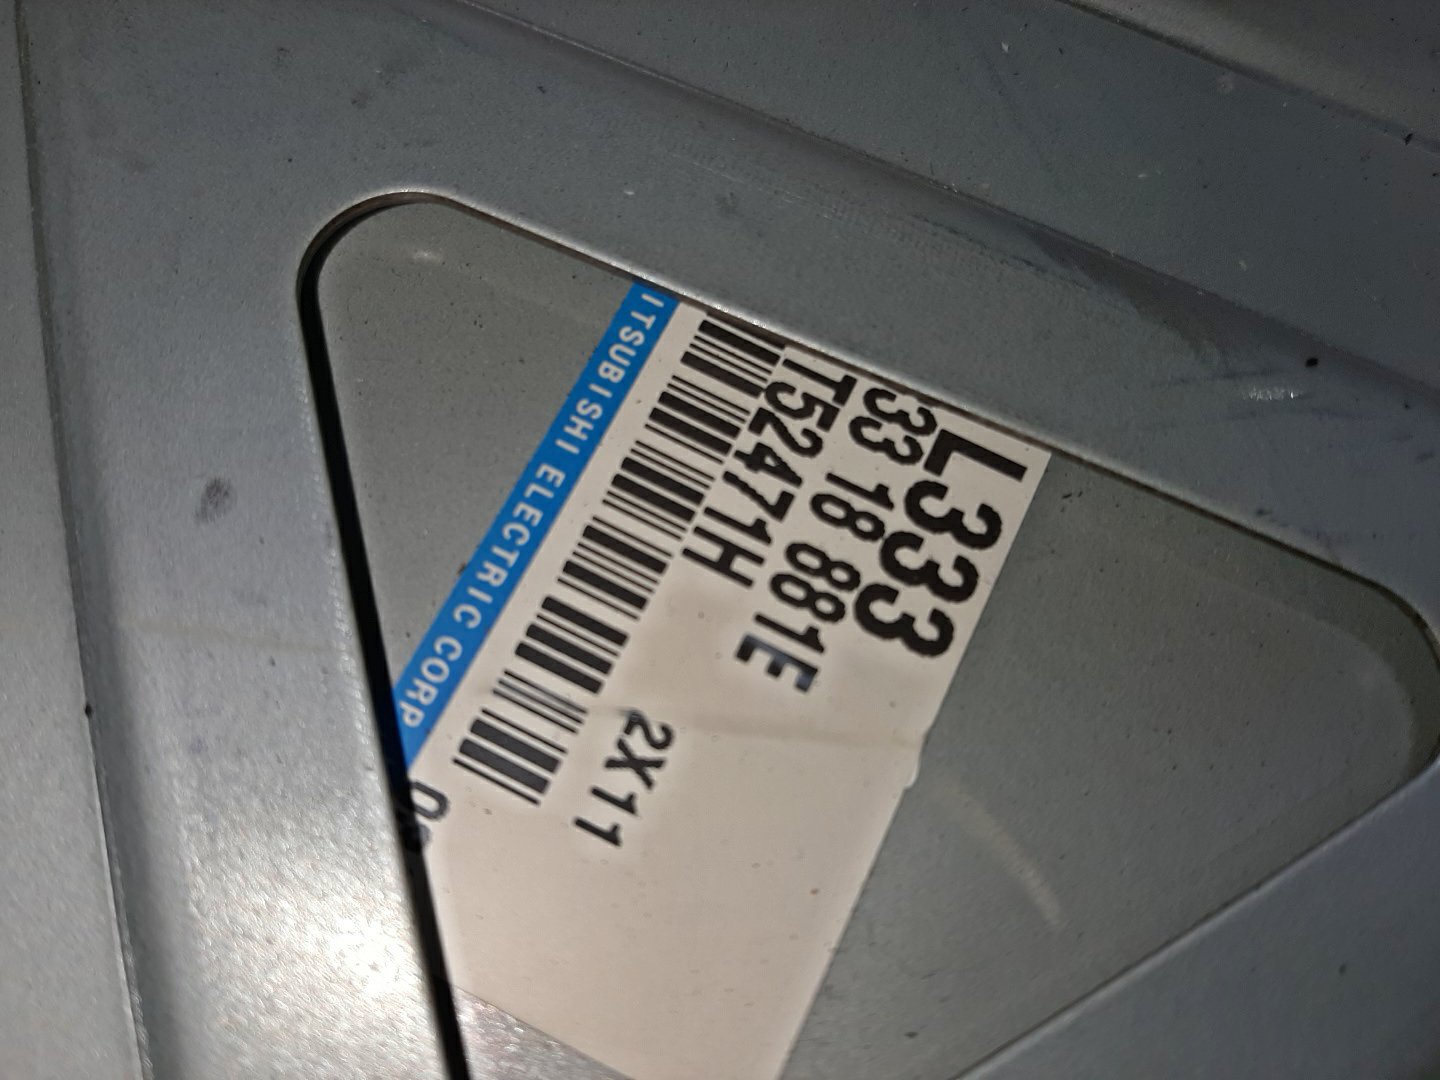 L333
33 18 881E
T52471H
2X11
ITSUBISHI ELECTRIC CORP